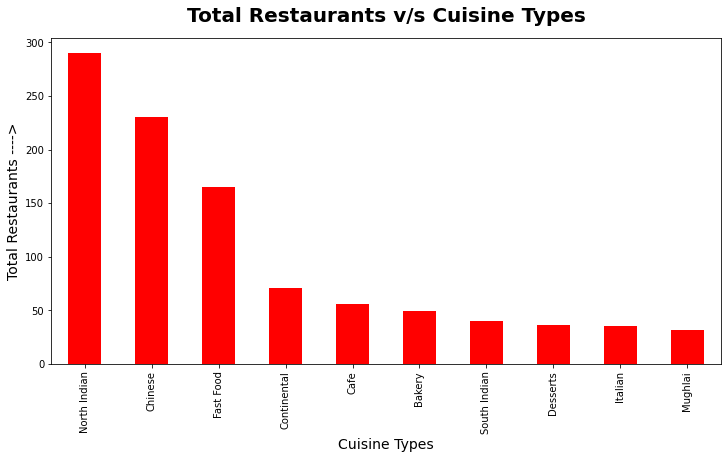 Total Restaurants v/s Cuisine Types
Total Restaurants ---->
300
250
200
150
100
50
0
North Indian
Chinese
Fast Food
Continental
Cafe
Bakery
South Indian
Desserts
Italian
Mughlai
Cuisine Types